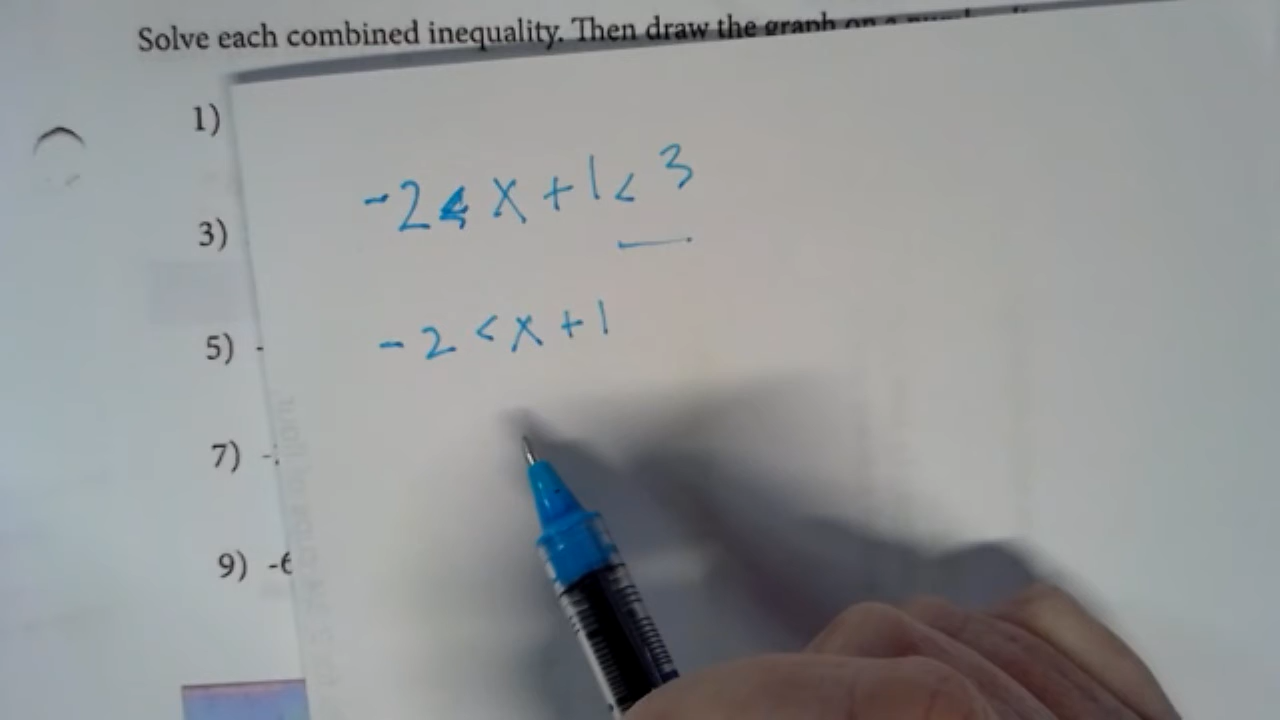 Solve each combined inequality. Then draw the graph on a
1)
-2 < x + 1 < 3
3)
-2 < x + 1
5) -
7) -
9) -6